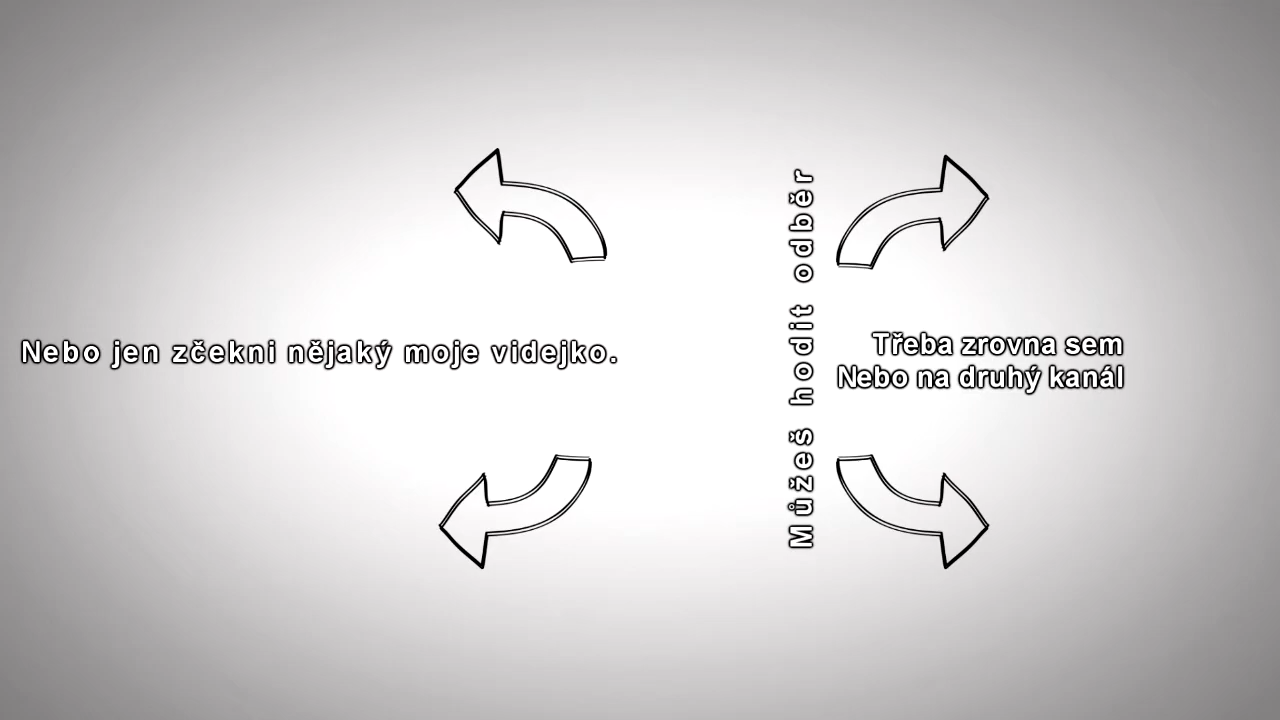 Nebo jen zčekni nějaký moje videjko.
Můžeš hodit odběr
Třeba zrovna sem
Nebo na druhý kanál